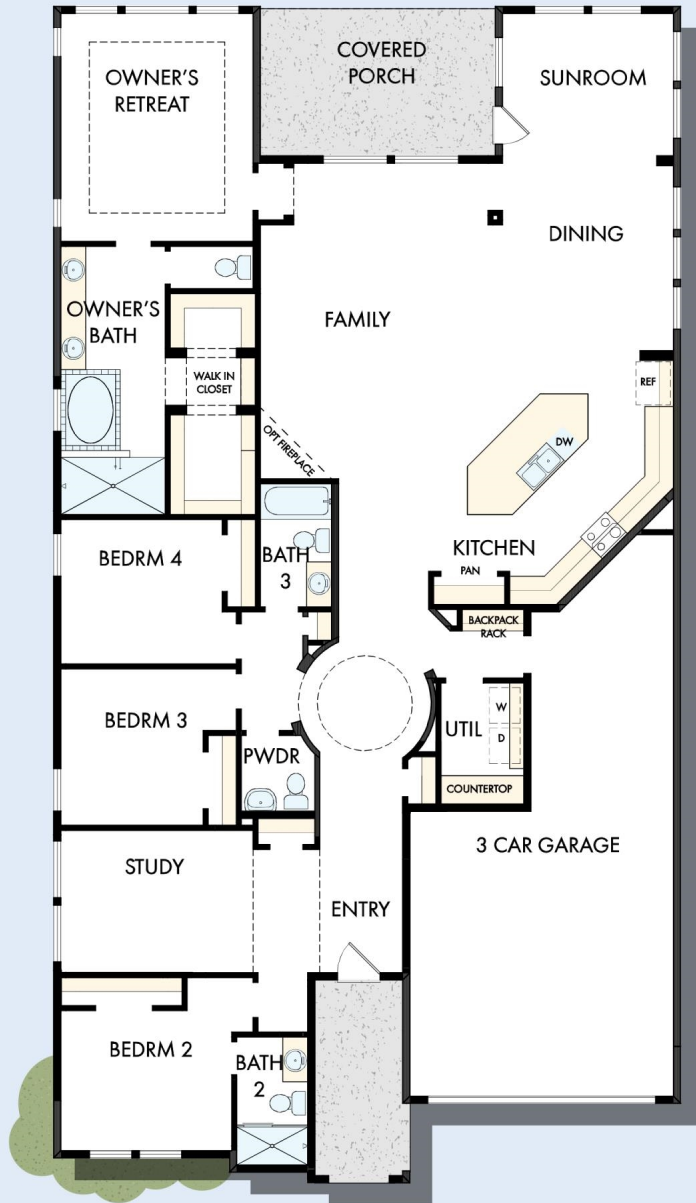 OWNER'S
RETREAT
COVERED
PORCH
SUNROOM
DINING
OWNER'S
BATH
FAMILY
WALK IN
CLOSET
REF
OPT FIREPLACE
DW
KITCHEN
PAN
BEDRM 4
BATH
3
BACKPACK
RACK
BEDRM 3
W
UTIL
D
PWDR
COUNTERTOP
STUDY
3 CAR GARAGE
ENTRY
BEDRM 2
BATH
2